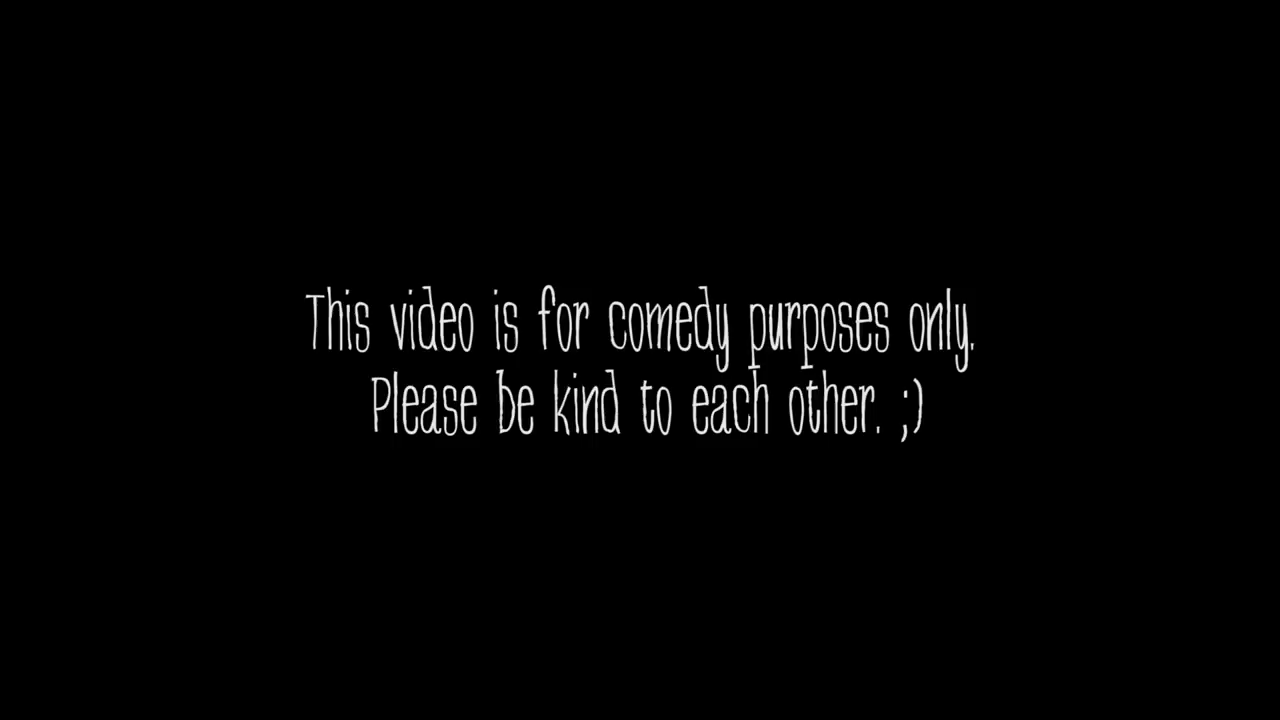 This video is for comedy purposes only.
Please be kind to each other. ;)